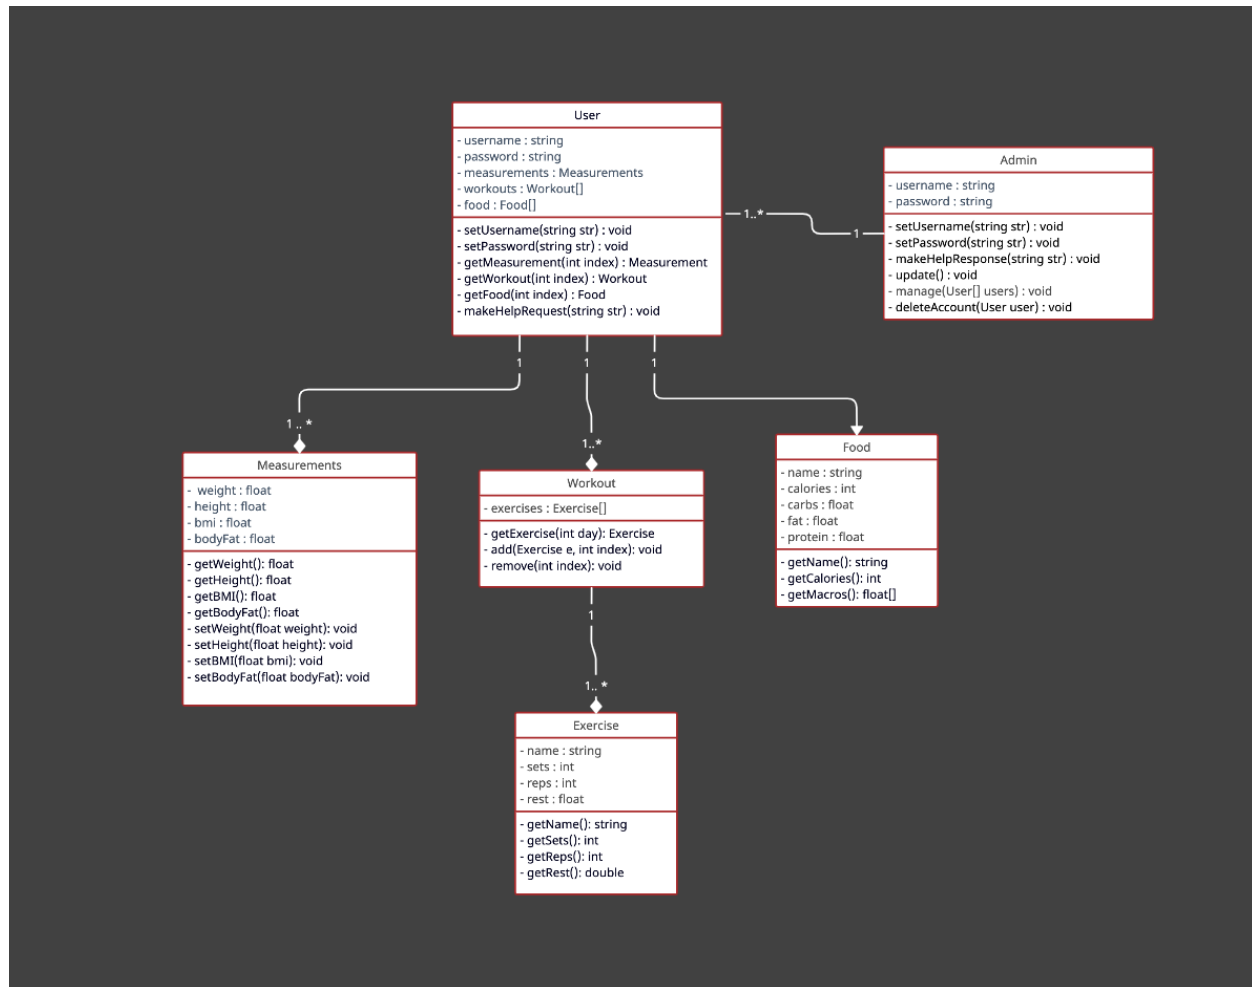 User
- username : string
- password : string
- measurements : Measurements
- workouts : Workout[]
- food : Food[]
- setUsername(string str) : void
- setPassword(string str) : void
- getMeasurement(int index) : Measurement
- getWorkout(int index) : Workout
- getFood(int index) : Food
- makeHelpRequest(string str) : void
Admin
- username : string
- password : string
- setUsername(string str) : void
- setPassword(string str) : void
- makeHelpResponse(string str) : void
- update() : void
- manage(User[] users) : void
- deleteAccount(User user) : void
1..*
1
1
1
1
1 .. *
1..*
Measurements
- weight : float
- height : float
- bmi : float
- bodyFat : float
- getWeight(): float
- getHeight(): float
- getBMI(): float
- getBodyFat(): float
- setWeight(float weight): void
- setHeight(float height): void
- setBMI(float bmi): void
- setBodyFat(float bodyFat): void
Workout
- exercises : Exercise[]
- getExercise(int day): Exercise
- add(Exercise e, int index): void
- remove(int index): void
Food
- name : string
- calories : int
- carbs : float
- fat : float
- protein : float
- getName(): string
- getCalories(): int
- getMacros(): float[]
1
1.. *
Exercise
- name : string
- sets : int
- reps : int
- rest : float
- getName(): string
- getSets(): int
- getReps(): int
- getRest(): double